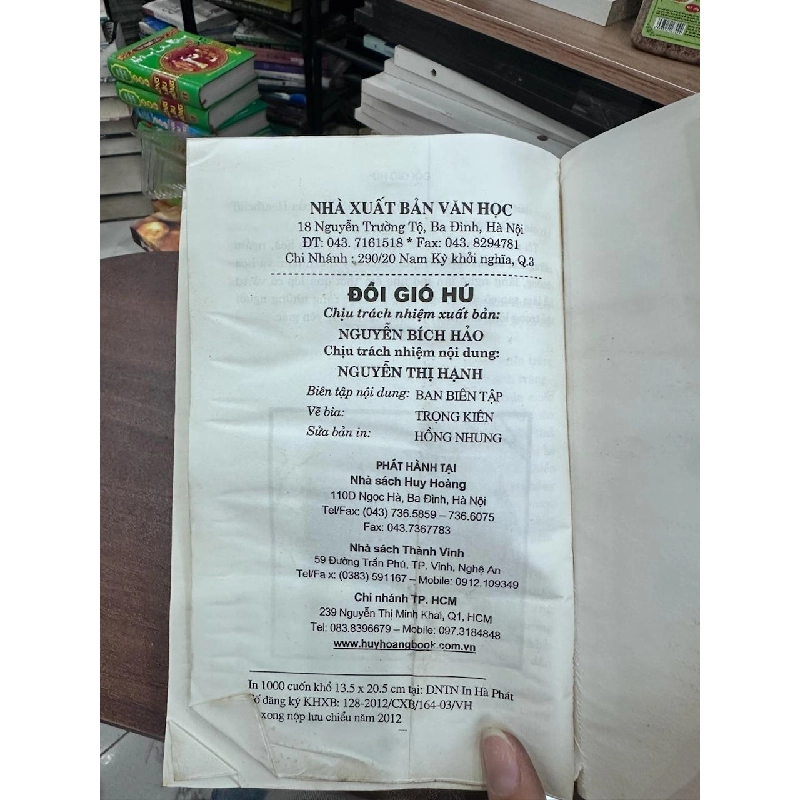 NHÀ XUẤT BẢN VĂN HỌC
18 Nguyễn Trường Tộ, Ba Đình, Hà Nội
ĐT: 043. 7161518 * Fax: 043. 8294781
Chi Nhánh : 290/20 Nam Kỳ khởi nghĩa, Q.3
ĐỒI GIÓ HÚ
Chịu trách nhiệm xuất bản:
NGUYỄN BÍCH HẢO
Chịu trách nhiệm nội dung:
NGUYỄN THỊ HẠNH
Biên tập nội dung: BAN BIÊN TẬP
Vẽ bìa: TRỌNG KIÊN
Sửa bản in: HỒNG NHUNG
PHÁT HÀNH TẠI
Nhà sách Huy Hoàng
110D Ngọc Hà, Ba Đình, Hà Nội
Tel/Fax: (043) 736.5859 – 736.6075
Fax: 043.7367783
Nhà sách Thành Vinh
59 Đường Trần Phú, TP. Vinh, Nghệ An
Tel/Fa x: (0383) 591167 – Mobile: 0912.109349
Chi nhánh TP. HCM
239 Nguyễn Thị Minh Khai, Q1, HCM
Tel: 083.8396679 – Mobile: 097.3184848
www.huyhoangbook.com.vn
In 1000 cuốn khổ 13.5 x 20.5 cm tại: DNTN In Hà Phát
Số đăng ký KHXB: 128-2012/CXB/164-03/VH
xong nộp lưu chiểu năm 2012